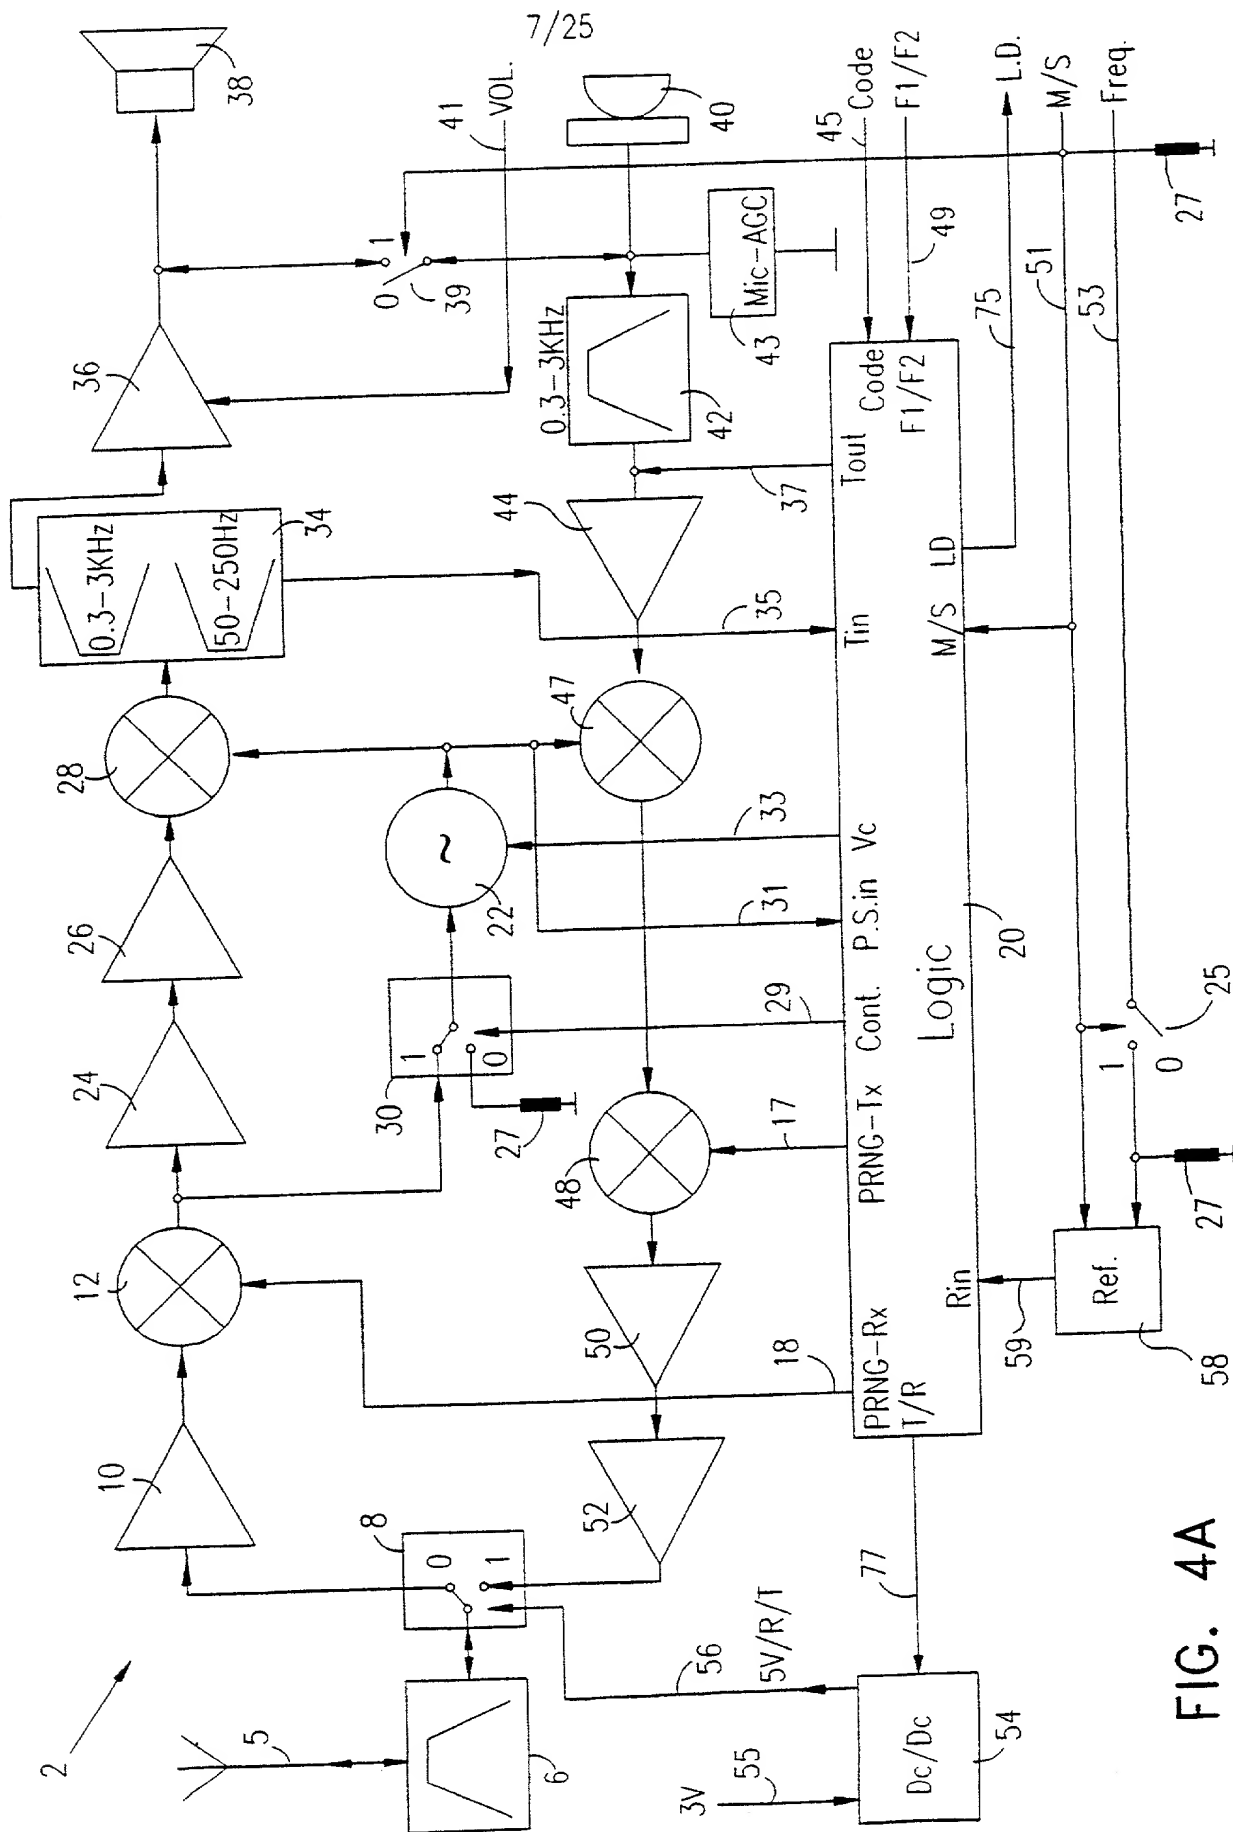 7/25
38
VOL.
41
40
45
Code
F1/F2
L.D.
M/S
Freq.
36
1
0
39
Mic-AGC
43
49
75
51
53
27
0.3-3KHz
42
Code
F1/F2
Tout
37
44
34
0.3-3KHz
50-250Hz
35
Tin
LD
M/S
28
47
33
Vc
22
26
31
P.S.in
20
24
30
1
0
27
29
Cont.
Logic
25
1
0
48
17
PRNG-Tx
27
12
50
18
PRNG-Rx
T/R
Rin
59
Ref.
58
10
52
8
0
1
77
2
5
6
56
5V/R/T
3V
55
Dc/Dc
54
FIG. 4A